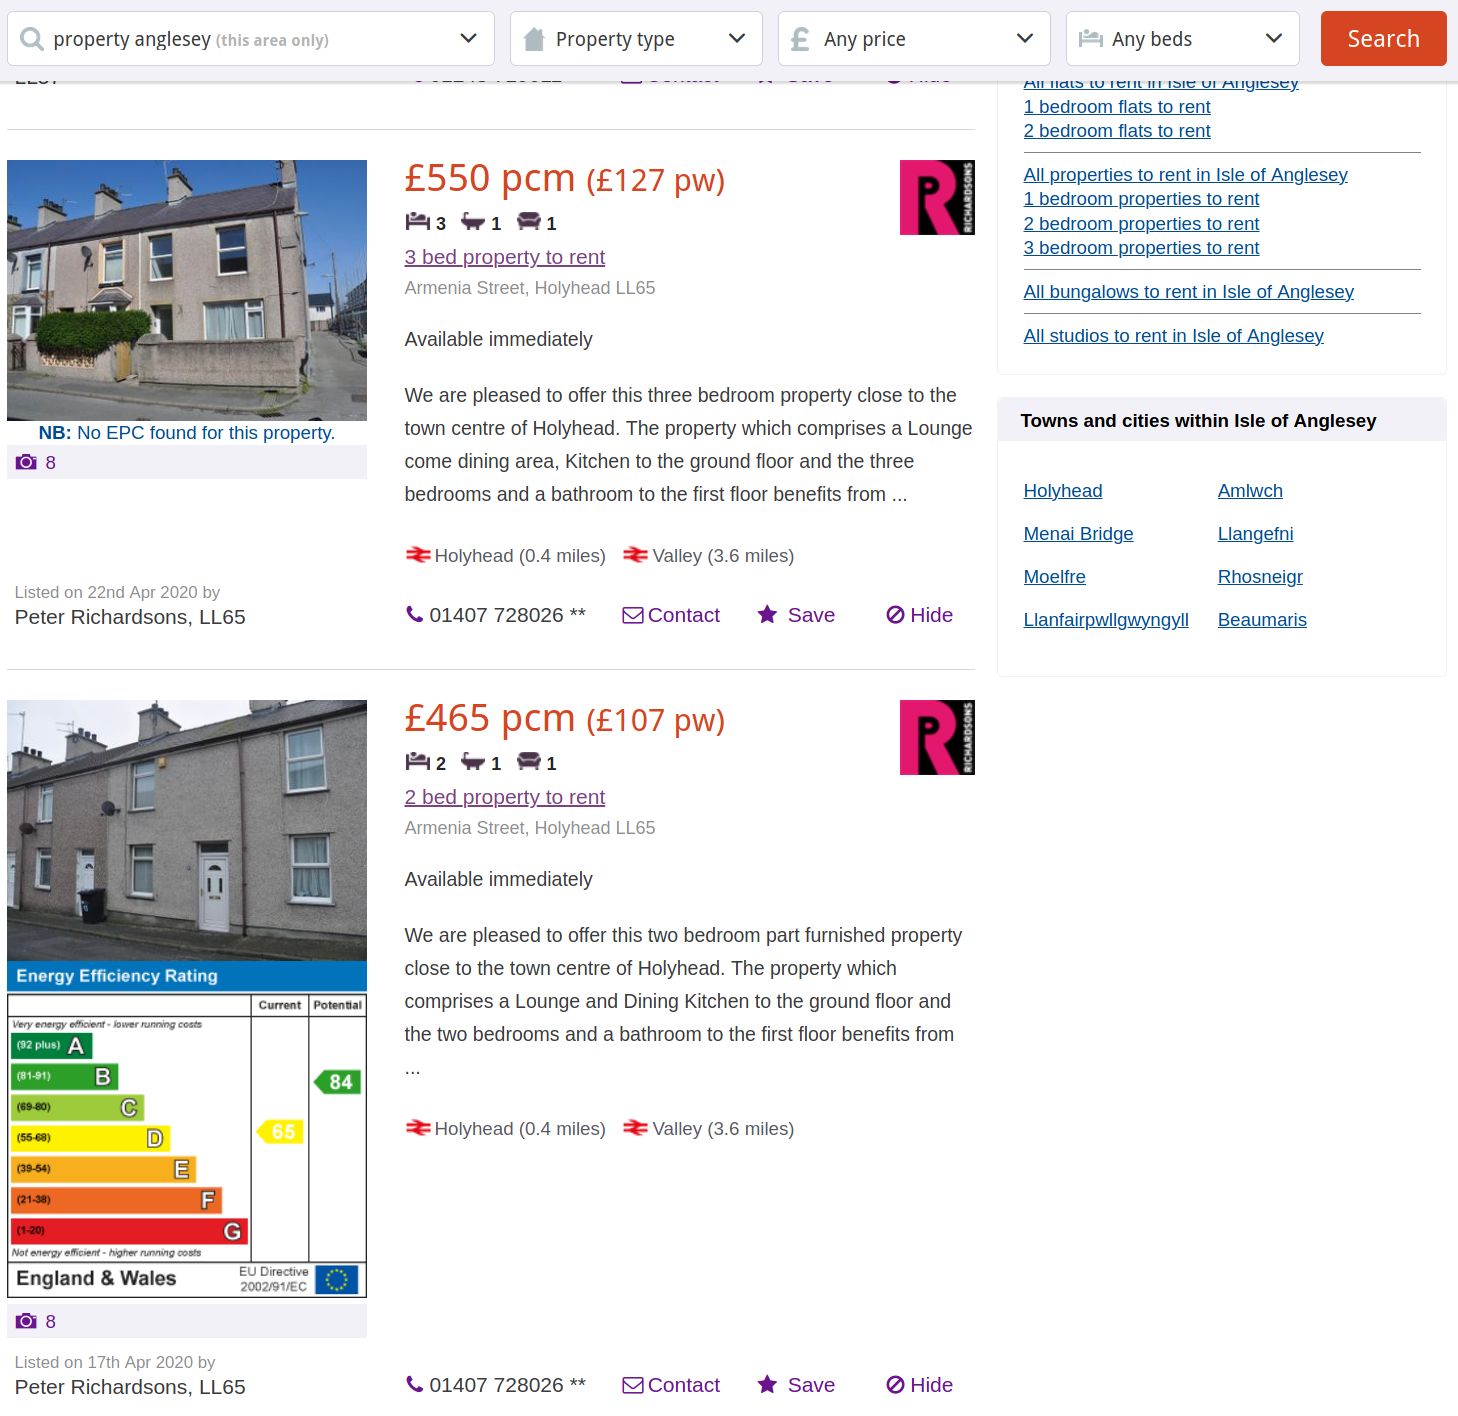 property anglesey (this area only)
Property type
Any price
Any beds
Search
All flats to rent in Isle of Anglesey
1 bedroom flats to rent
2 bedroom flats to rent
All properties to rent in Isle of Anglesey
1 bedroom properties to rent
2 bedroom properties to rent
3 bedroom properties to rent
All bungalows to rent in Isle of Anglesey
All studios to rent in Isle of Anglesey
Towns and cities within Isle of Anglesey
Holyhead Amlwch
Menai Bridge Llangefni
Moelfre Rhosneigr
Llanfairpwllgwyngyll Beaumaris
£550 pcm (£127 pw)
3 1 1
RICHARDSONS
3 bed property to rent
Armenia Street, Holyhead LL65
Available immediately
We are pleased to offer this three bedroom property close to the
town centre of Holyhead. The property which comprises a Lounge
come dining area, Kitchen to the ground floor and the three
bedrooms and a bathroom to the first floor benefits from ...
NB: No EPC found for this property.
8
Holyhead (0.4 miles) Valley (3.6 miles)
Listed on 22nd Apr 2020 by
Peter Richardsons, LL65
01407 728026 ** Contact Save Hide
£465 pcm (£107 pw)
2 1 1
RICHARDSONS
2 bed property to rent
Armenia Street, Holyhead LL65
Available immediately
We are pleased to offer this two bedroom part furnished property
close to the town centre of Holyhead. The property which
comprises a Lounge and Dining Kitchen to the ground floor and
the two bedrooms and a bathroom to the first floor benefits from
...
Holyhead (0.4 miles) Valley (3.6 miles)
Energy Efficiency Rating
Current Potential
Very energy efficient - lower running costs
(92 plus) A
(81-91) B
84
(69-80) C
(55-68) D
65
(39-54) E
(21-38) F
(1-20) G
Not energy efficient - higher running costs
England & Wales
EU Directive
2002/91/EC
8
Listed on 17th Apr 2020 by
Peter Richardsons, LL65
01407 728026 ** Contact Save Hide